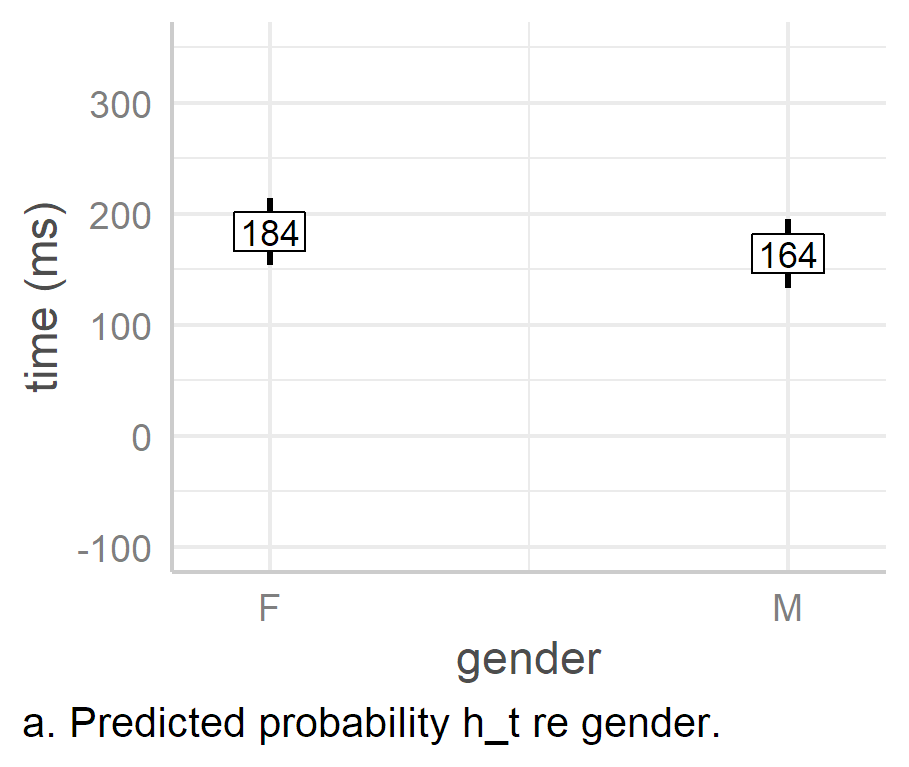 300
200
100
0
-100
time (ms)
184
164
F
M
gender
a. Predicted probability h_t re gender.